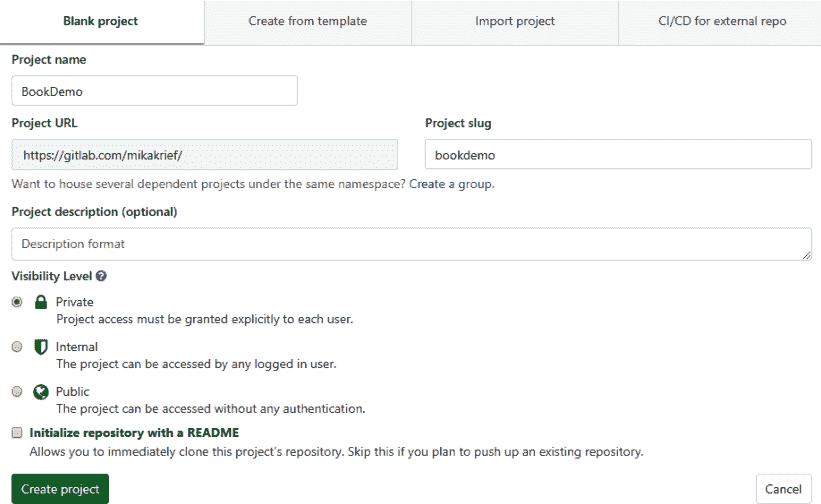 Blank project
Create from template
Import project
CI/CD for external repo
Project name
BookDemo
Project URL
Project slug
https://gitlab.com/mikakrief/
bookdemo
Want to house several dependent projects under the same namespace? Create a group.
Project description (optional)
Description format
Visibility Level
Private
Project access must be granted explicitly to each user.
Internal
The project can be accessed by any logged in user.
Public
The project can be accessed without any authentication.
Initialize repository with a README
Allows you to immediately clone this project's repository. Skip this if you plan to push up an existing repository.
Create project
Cancel